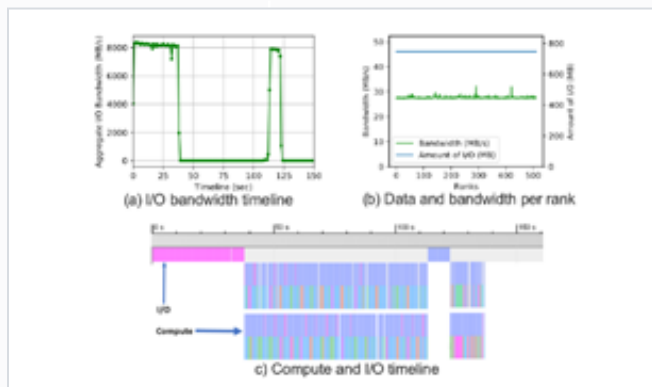 8000
6000
4000
2000
0
Aggregate I/O Bandwidth (MB/s)
0 25 50 75 100 125 150
Timeline (sec)
(a) I/O bandwidth timeline
50
40
30
20
10
0
Bandwidth (MB/s)
800
600
400
200
0
Amount of I/O (MB)
Bandwidth (MB/s)
Amount of I/O (MB)
0 100 200 300 400 500
Ranks
(b) Data and bandwidth per rank
0 s 50 s 100 s 150 s
I/O
Compute
c) Compute and I/O timeline